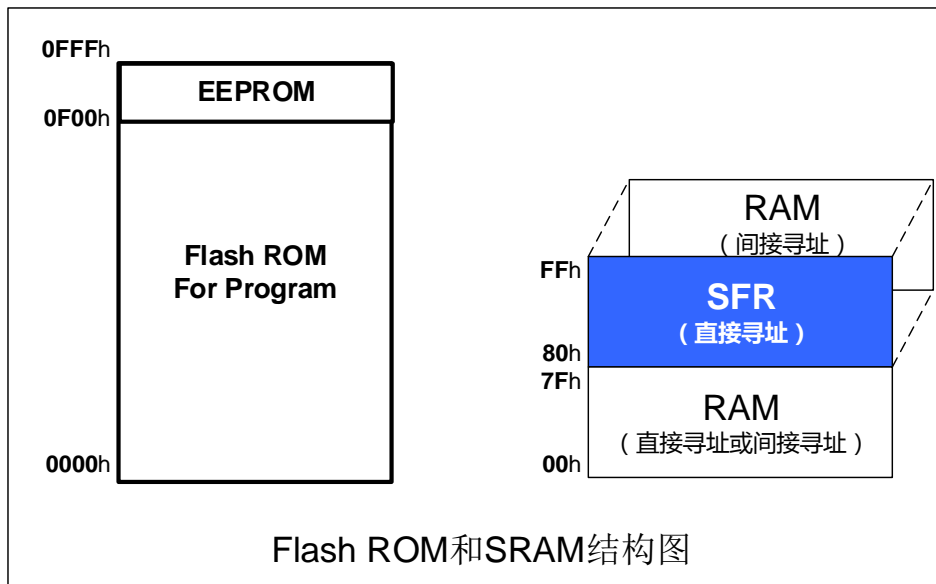 0FFFh
EEPROM
0F00h
Flash ROM
For Program
0000h
RAM
(间接寻址)
FFh
SFR
(直接寻址)
80h
7Fh
RAM
(直接寻址或间接寻址)
00h
Flash ROM和SRAM结构图